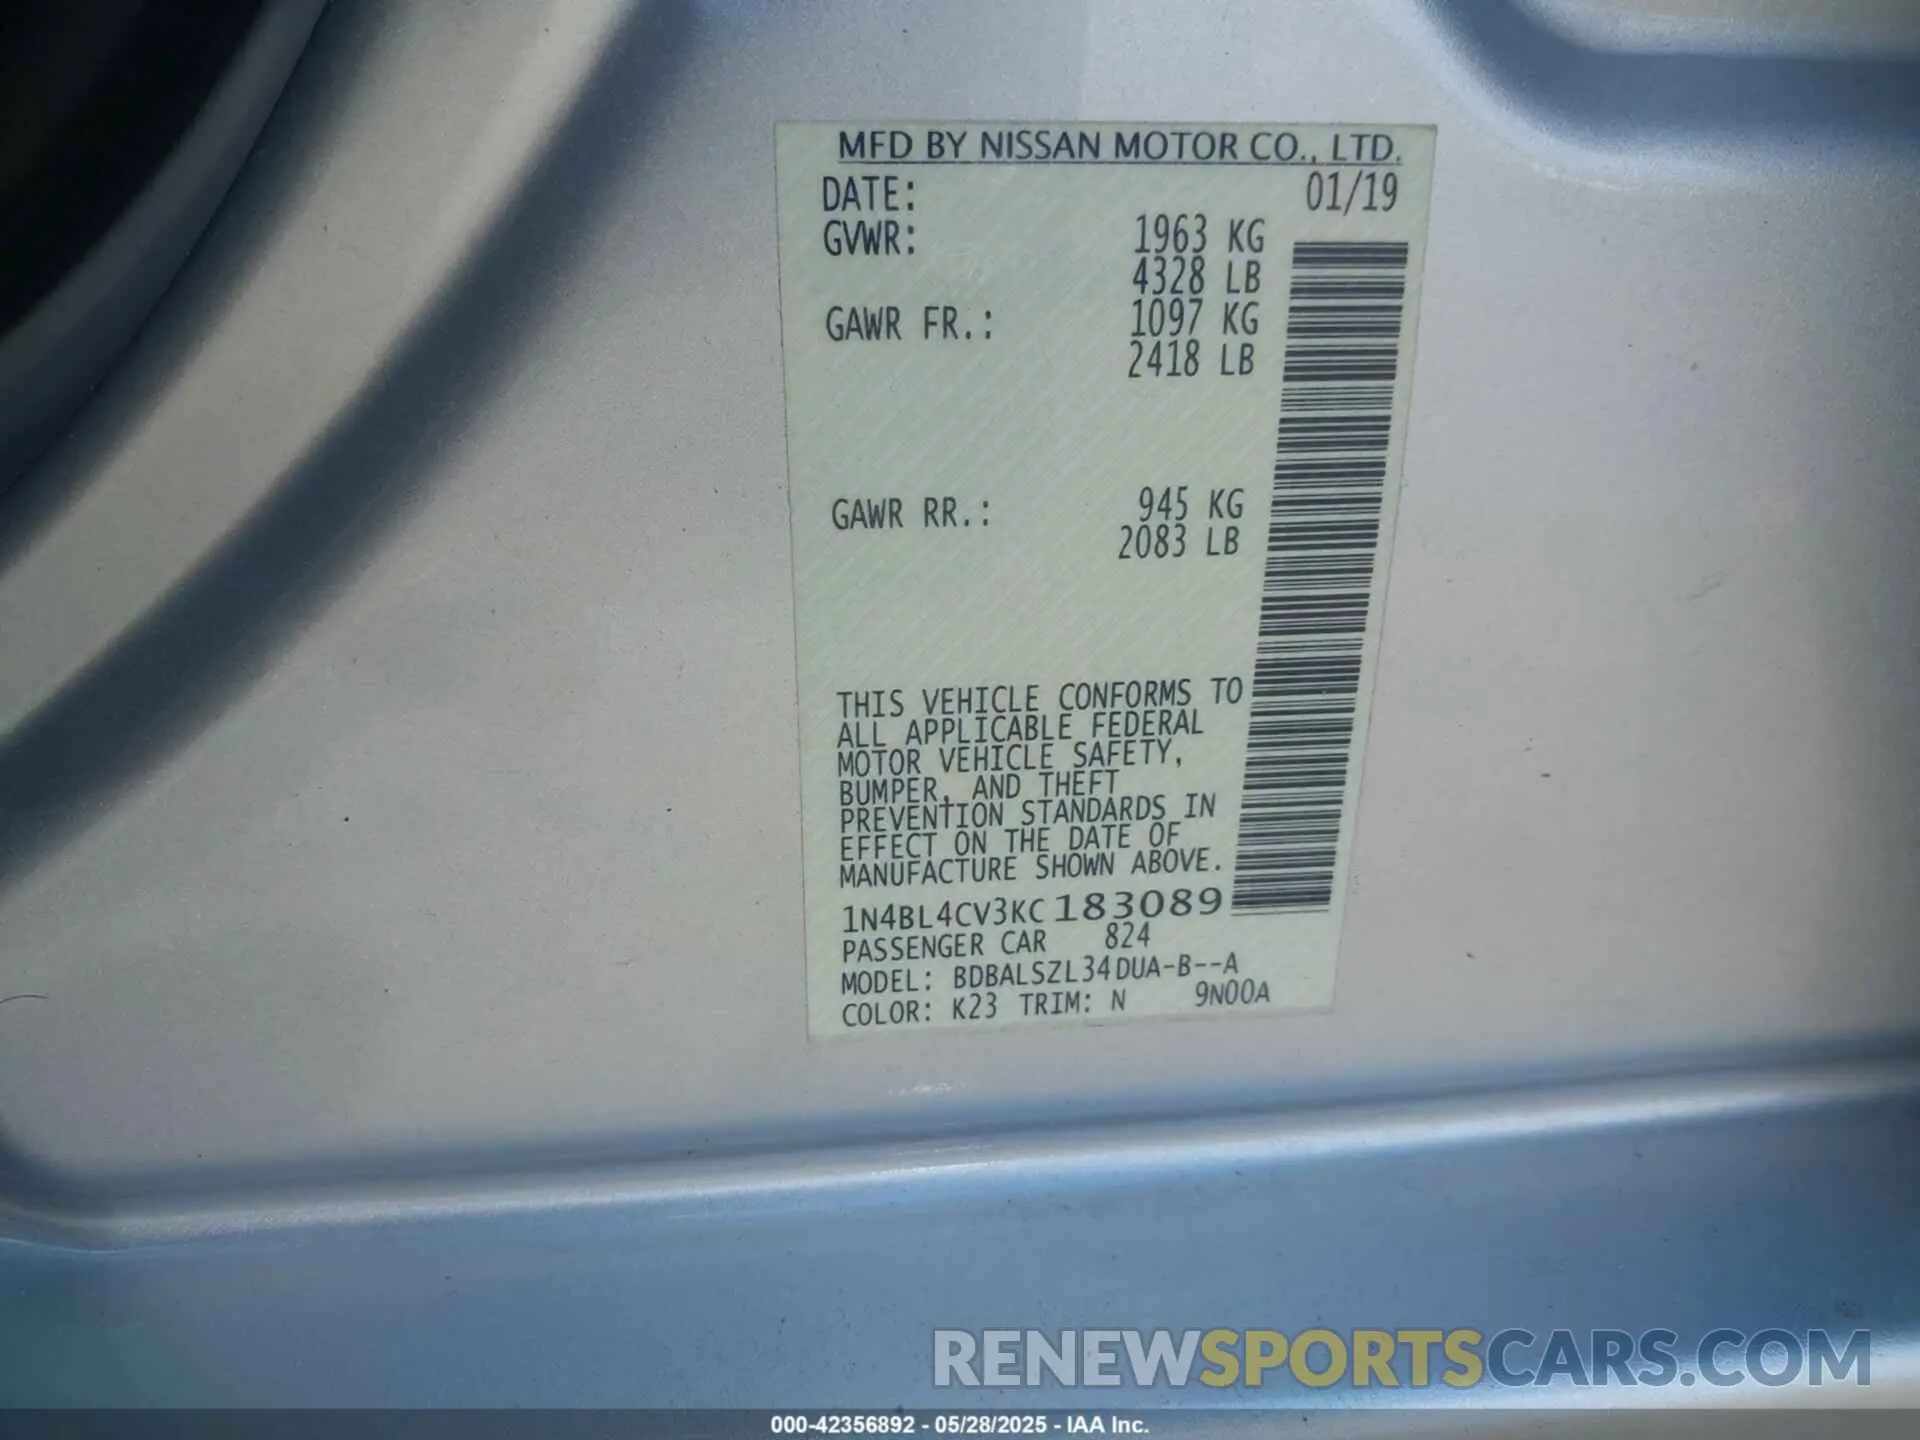 MFD BY NISSAN MOTOR CO., LTD.
DATE: 01/19
GVWR: 1963 KG
4328 LB
GAWR FR.: 1097 KG
2418 LB
GAWR RR.: 945 KG
2083 LB
THIS VEHICLE CONFORMS TO
ALL APPLICABLE FEDERAL
MOTOR VEHICLE SAFETY,
BUMPER, AND THEFT
PREVENTION STANDARDS IN
EFFECT ON THE DATE OF
MANUFACTURE SHOWN ABOVE.
1N4BL4CV3KC183089
PASSENGER CAR 824
MODEL: BDBALSZL34DUA-B--A
COLOR: K23 TRIM: N 9N00A
RENEWSPORTSCARS.COM
000-42356892 - 05/28/2025 - IAA Inc.